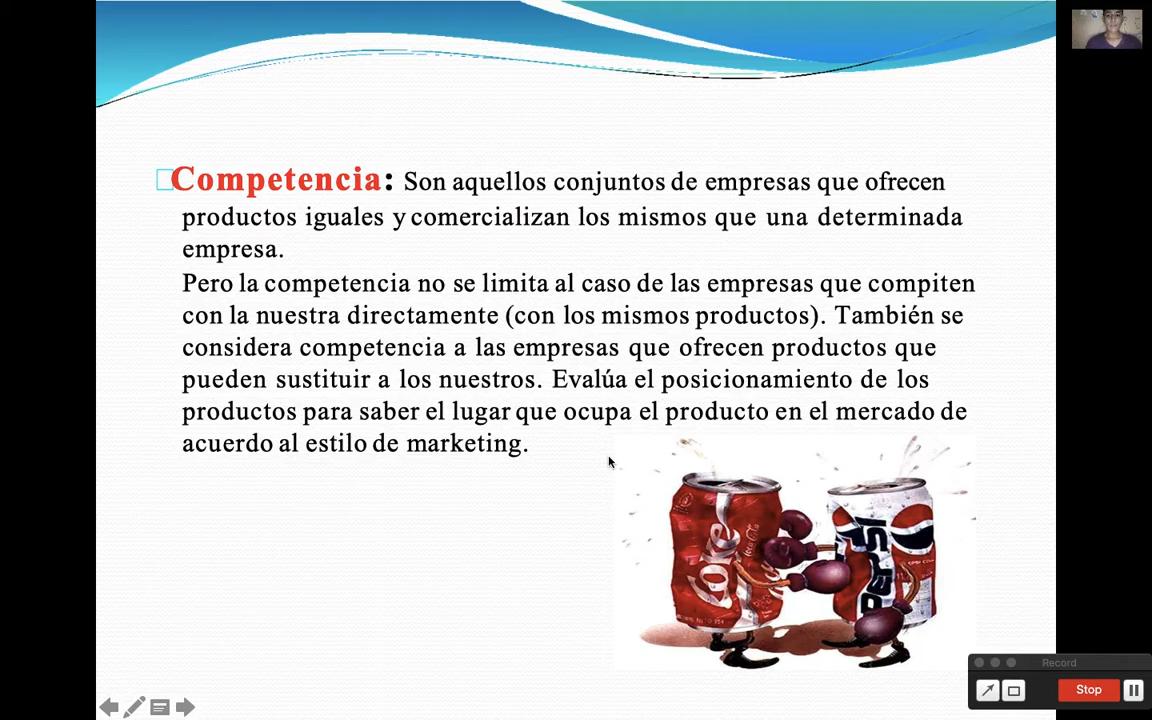 Competencia: Son aquellos conjuntos de empresas que ofrecen
productos iguales y comercializan los mismos que una determinada
empresa.
Pero la competencia no se limita al caso de las empresas que compiten
con la nuestra directamente (con los mismos productos). También se
considera competencia a las empresas que ofrecen productos que
pueden sustituir a los nuestros. Evalúa el posicionamiento de los
productos para saber el lugar que ocupa el producto en el mercado de
acuerdo al estilo de marketing.
Coke
Coca-Cola
PEPSI
Record
Stop